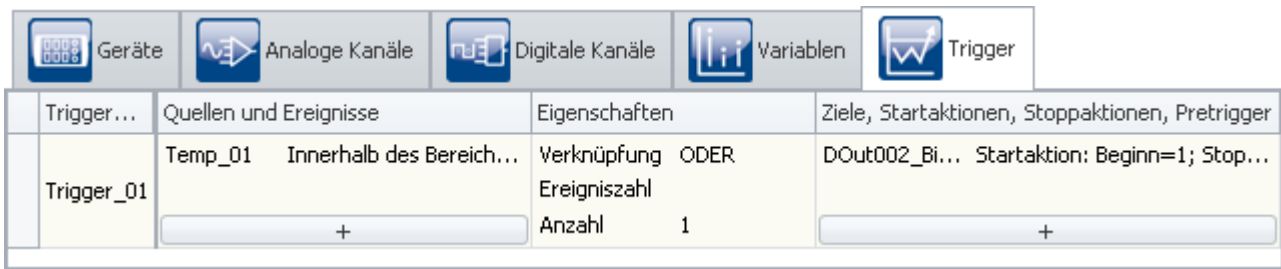 Geräte Analoge Kanäle Digitale Kanäle Variablen Trigger
Trigger... Quellen und Ereignisse Eigenschaften Ziele, Startaktionen, Stoppaktionen, Pretrigger
Temp_01 Innerhalb des Bereich... Verknüpfung ODER DOut002_Bi... Startaktion: Beginn=1; Stop...
Trigger_01 Ereigniszahl
+ Anzahl 1 +